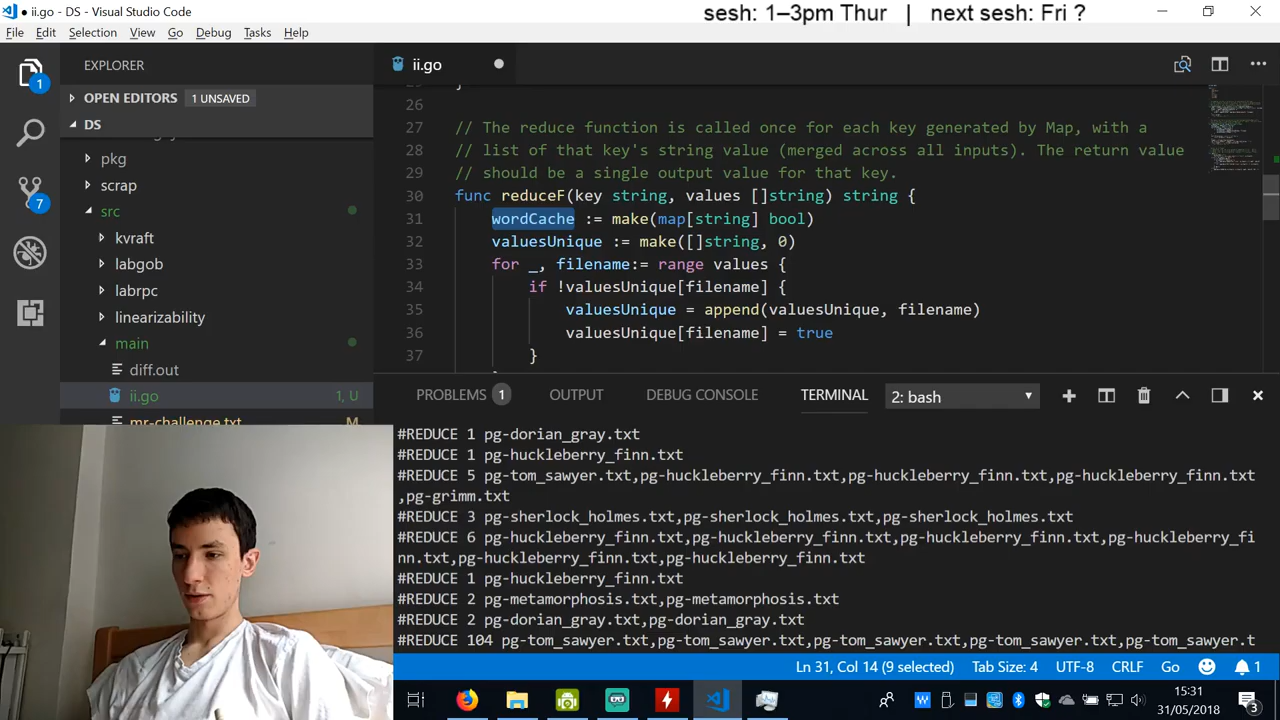 ii.go - DS - Visual Studio Code
sesh: 1–3pm Thur | next sesh: Fri ?
File Edit Selection View Go Debug Tasks Help
EXPLORER
1
OPEN EDITORS 1 UNSAVED
DS
pkg
scrap
src
7
kvraft
labgob
labrpc
linearizability
main
diff.out
ii.go 1, U
mr-challenge.txt M
ii.go
26
27 // The reduce function is called once for each key generated by Map, with a
28 // list of that key's string value (merged across all inputs). The return value
29 // should be a single output value for that key.
30 func reduceF(key string, values []string) string {
31 wordCache := make(map[string] bool)
32 valuesUnique := make([]string, 0)
33 for _, filename:= range values {
34 if !valuesUnique[filename] {
35 valuesUnique = append(valuesUnique, filename)
36 valuesUnique[filename] = true
37 }
PROBLEMS 1 OUTPUT DEBUG CONSOLE TERMINAL 2: bash
#REDUCE 1 pg-dorian_gray.txt
#REDUCE 1 pg-huckleberry_finn.txt
#REDUCE 5 pg-tom_sawyer.txt,pg-huckleberry_finn.txt,pg-huckleberry_finn.txt,pg-huckleberry_finn.txt
,pg-grimm.txt
#REDUCE 3 pg-sherlock_holmes.txt,pg-sherlock_holmes.txt,pg-sherlock_holmes.txt
#REDUCE 6 pg-huckleberry_finn.txt,pg-huckleberry_finn.txt,pg-huckleberry_finn.txt,pg-huckleberry_fi
nn.txt,pg-huckleberry_finn.txt,pg-huckleberry_finn.txt
#REDUCE 1 pg-huckleberry_finn.txt
#REDUCE 2 pg-metamorphosis.txt,pg-metamorphosis.txt
#REDUCE 2 pg-dorian_gray.txt,pg-dorian_gray.txt
#REDUCE 104 pg-tom_sawyer.txt,pg-tom_sawyer.txt,pg-tom_sawyer.txt,pg-tom_sawyer.txt,pg-tom_sawyer.t
Ln 31, Col 14 (9 selected) Tab Size: 4 UTF-8 CRLF Go 1
15:31
31/05/2018
3